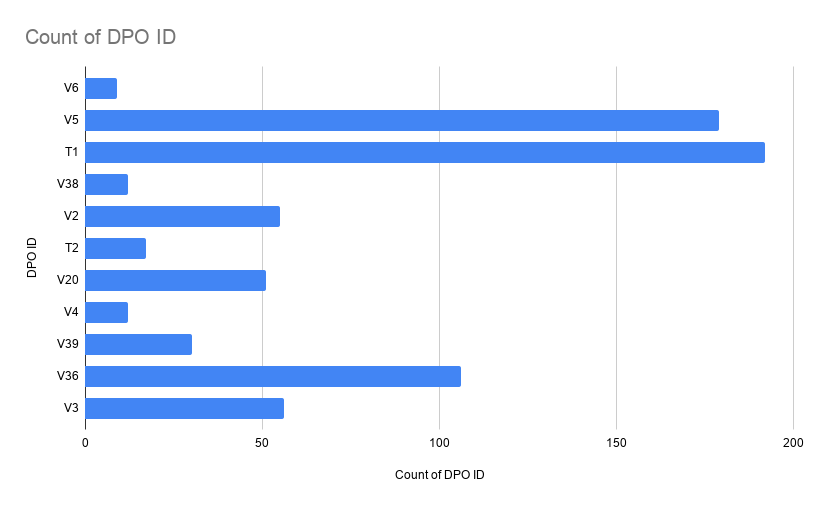 Count of DPO ID
V6
V5
T1
V38
V2
T2
V20
V4
V39
V36
V3
DPO ID
0 50 100 150 200
Count of DPO ID